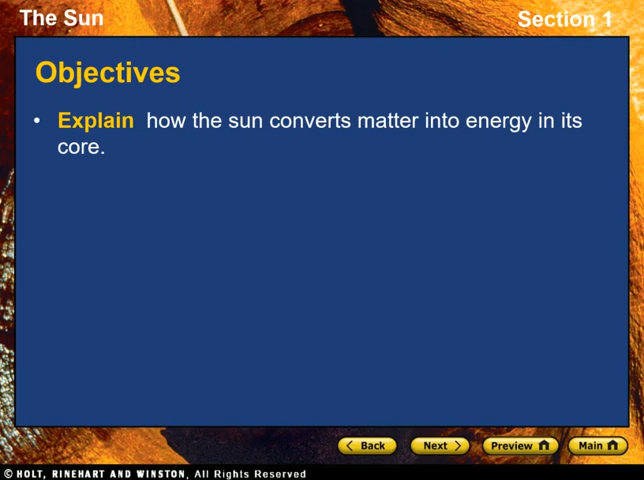 The Sun
Section 1
Objectives
• Explain how the sun converts matter into energy in its
core.
Back
Next
Preview
Main
© HOLT, RINEHART AND WINSTON, All Rights Reserved